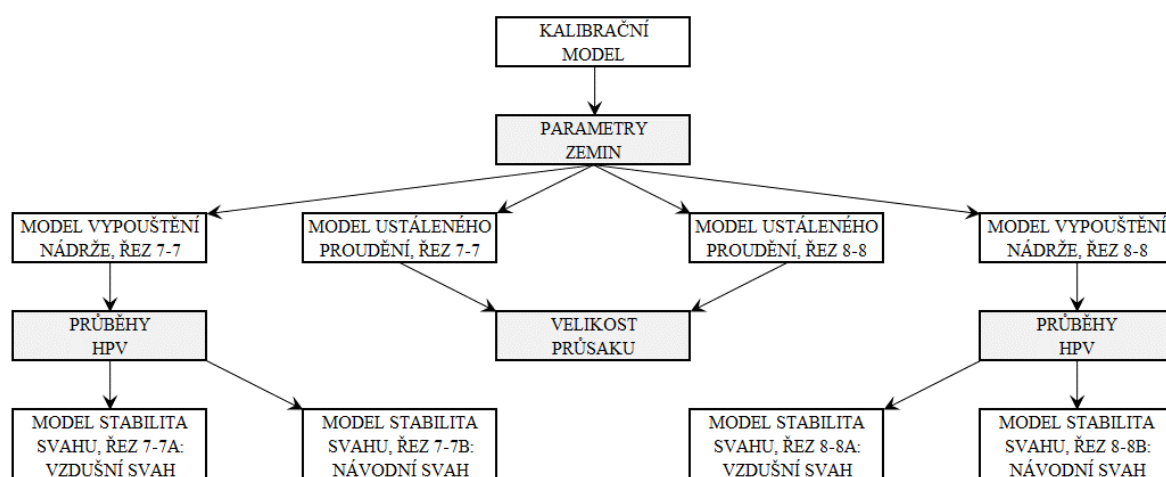 KALIBRAČNÍ
MODEL
PARAMETRY
ZEMIN
MODEL VYPOUŠTĚNÍ
NÁDRŽE, ŘEZ 7-7
MODEL USTÁLENÉHO
PROUDĚNÍ, ŘEZ 7-7
MODEL USTÁLENÉHO
PROUDĚNÍ, ŘEZ 8-8
MODEL VYPOUŠTĚNÍ
NÁDRŽE, ŘEZ 8-8
PRŮBĚHY
HPV
VELIKOST
PRŮSAKU
PRŮBĚHY
HPV
MODEL STABILITA
SVAHU, ŘEZ 7-7A:
VZDUŠNÍ SVAH
MODEL STABILITA
SVAHU, ŘEZ 7-7B:
NÁVODNÍ SVAH
MODEL STABILITA
SVAHU, ŘEZ 8-8A:
VZDUŠNÍ SVAH
MODEL STABILITA
SVAHU, ŘEZ 8-8B:
NÁVODNÍ SVAH